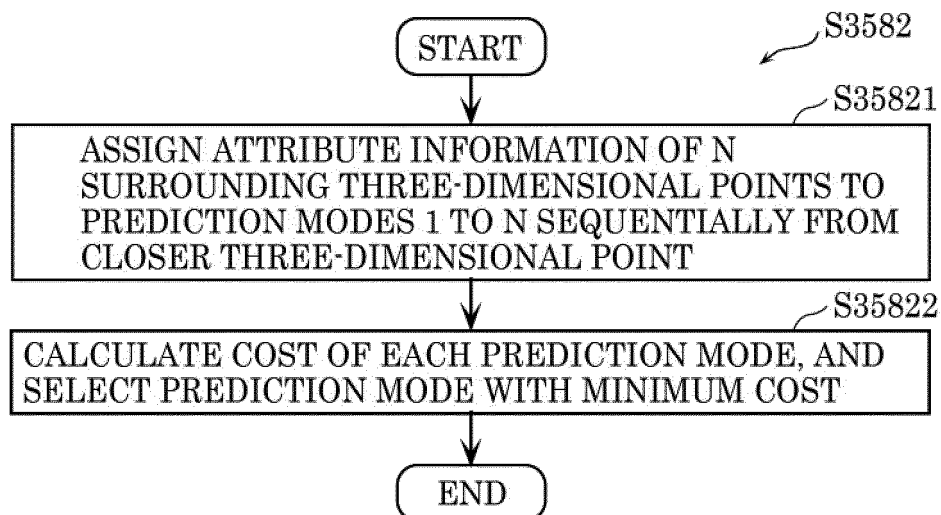 START
S3582
S35821
ASSIGN ATTRIBUTE INFORMATION OF N
SURROUNDING THREE-DIMENSIONAL POINTS TO
PREDICTION MODES 1 TO N SEQUENTIALLY FROM
CLOSER THREE-DIMENSIONAL POINT
S35822
CALCULATE COST OF EACH PREDICTION MODE, AND
SELECT PREDICTION MODE WITH MINIMUM COST
END